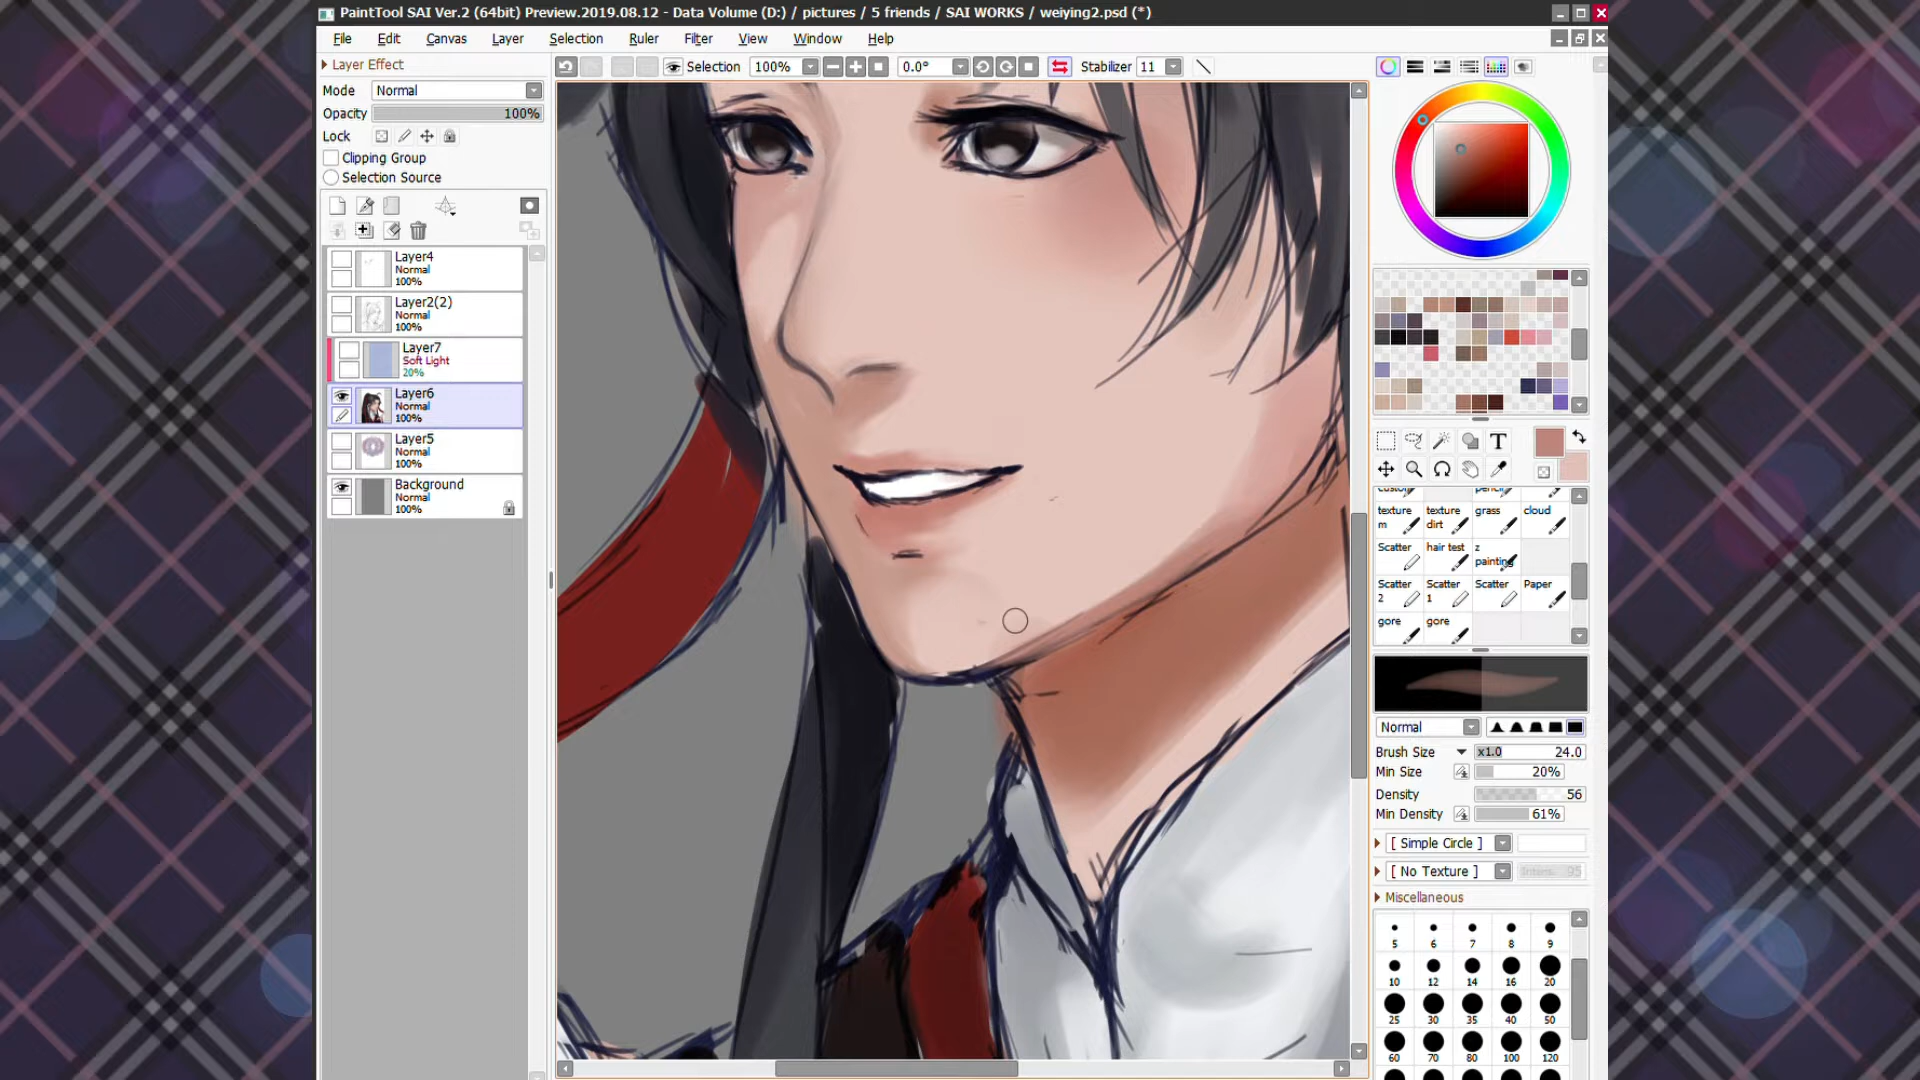 PaintTool SAI Ver.2 (64bit) Preview.2019.08.12 - Data Volume (D:) / pictures / 5 friends / SAI WORKS / weiying2.psd (*)
File Edit Canvas Layer Selection Ruler Filter View Window Help
Layer Effect
Selection 100% 0.0° Stabilizer 11
Mode Normal
Opacity 100%
Lock
Clipping Group
Selection Source
Layer4
Normal
100%
Layer2(2)
Normal
100%
Layer7
Soft Light
20%
Layer6
Normal
100%
Layer5
Normal
100%
Background
Normal
100%
T
texture m
texture dirt
grass
cloud
Scatter
hair test
z painting
Scatter 2
Scatter 1
Scatter
Paper
gore
gore
Normal
Brush Size x1.0 24.0
Min Size 20%
Density 56
Min Density 61%
[ Simple Circle ]
[ No Texture ] 95
Miscellaneous
5 6 7 8 9
10 12 14 16 20
25 30 35 40 50
60 70 80 100 120